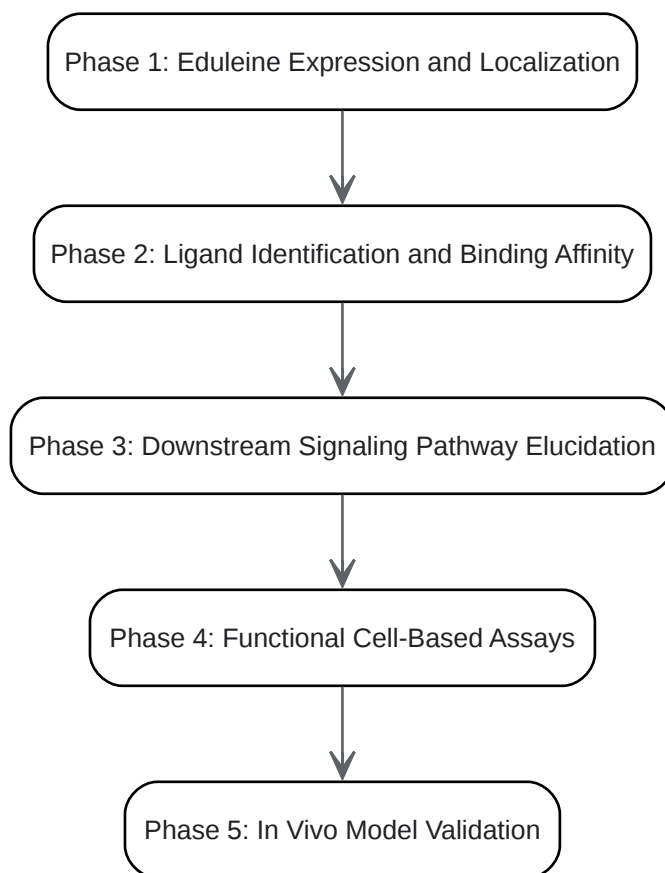 Phase 1: Eduleine Expression and Localization
Phase 2: Ligand Identification and Binding Affinity
Phase 3: Downstream Signaling Pathway Elucidation
Phase 4: Functional Cell-Based Assays
Phase 5: In Vivo Model Validation